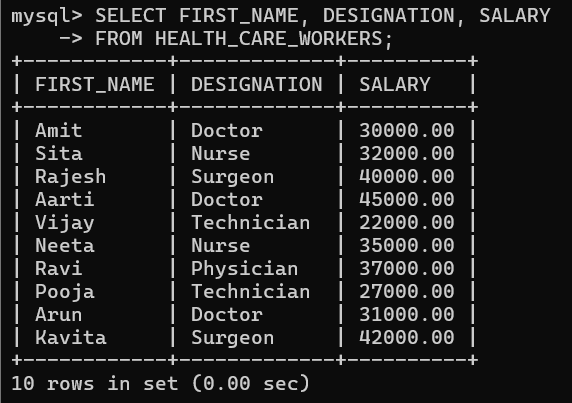 mysql> SELECT FIRST_NAME, DESIGNATION, SALARY
    -> FROM HEALTH_CARE_WORKERS;
+------------+-------------+----------+
| FIRST_NAME | DESIGNATION | SALARY   |
+------------+-------------+----------+
| Amit       | Doctor      | 30000.00 |
| Sita       | Nurse       | 32000.00 |
| Rajesh     | Surgeon     | 40000.00 |
| Aarti      | Doctor      | 45000.00 |
| Vijay      | Technician  | 22000.00 |
| Neeta      | Nurse       | 35000.00 |
| Ravi       | Physician   | 37000.00 |
| Pooja      | Technician  | 27000.00 |
| Arun       | Doctor      | 31000.00 |
| Kavita     | Surgeon     | 42000.00 |
+------------+-------------+----------+
10 rows in set (0.00 sec)